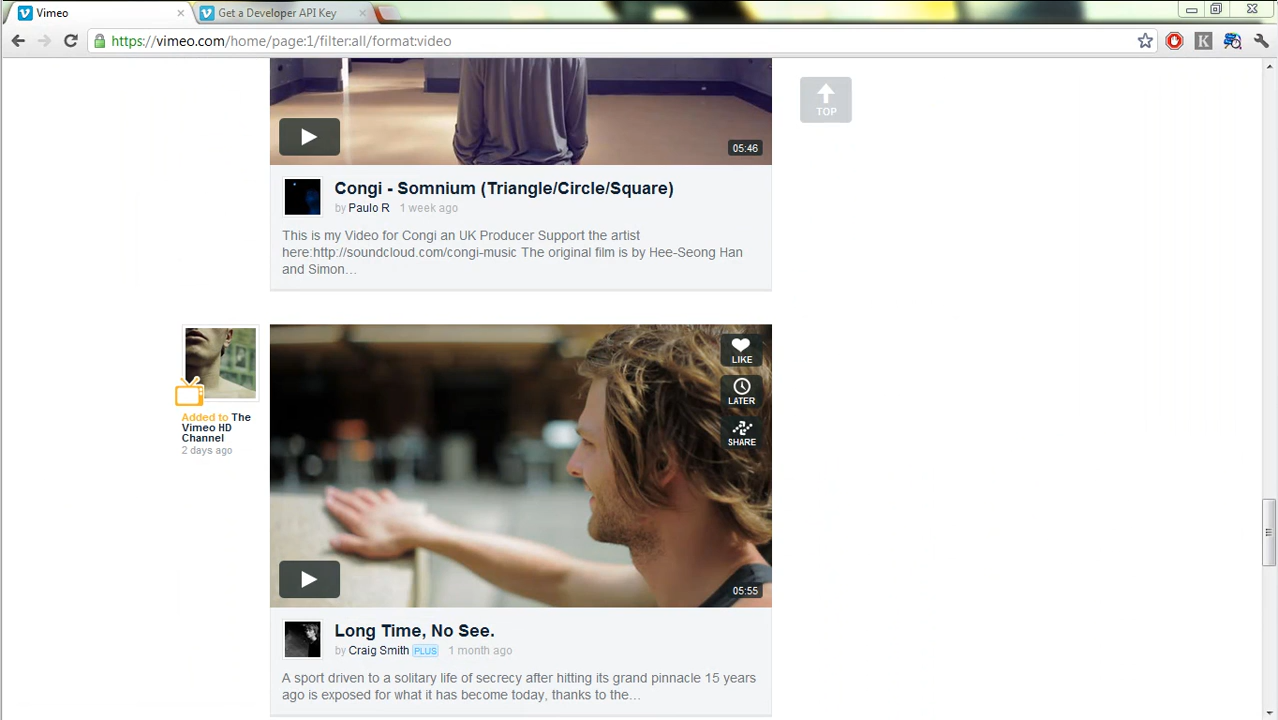 Vimeo
Get a Developer API Key
https://vimeo.com/home/page:1/filter:all/format:video
TOP
05:46
Congi - Somnium (Triangle/Circle/Square)
by Paulo R 1 week ago
This is my Video for Congi an UK Producer Support the artist
here:http://soundcloud.com/congi-music The original film is by Hee-Seong Han
and Simon…
LIKE
LATER
SHARE
Added to The
Vimeo HD
Channel
2 days ago
05:55
Long Time, No See.
by Craig Smith PLUS 1 month ago
A sport driven to a solitary life of secrecy after hitting its grand pinnacle 15 years
ago is exposed for what it has become today, thanks to the…